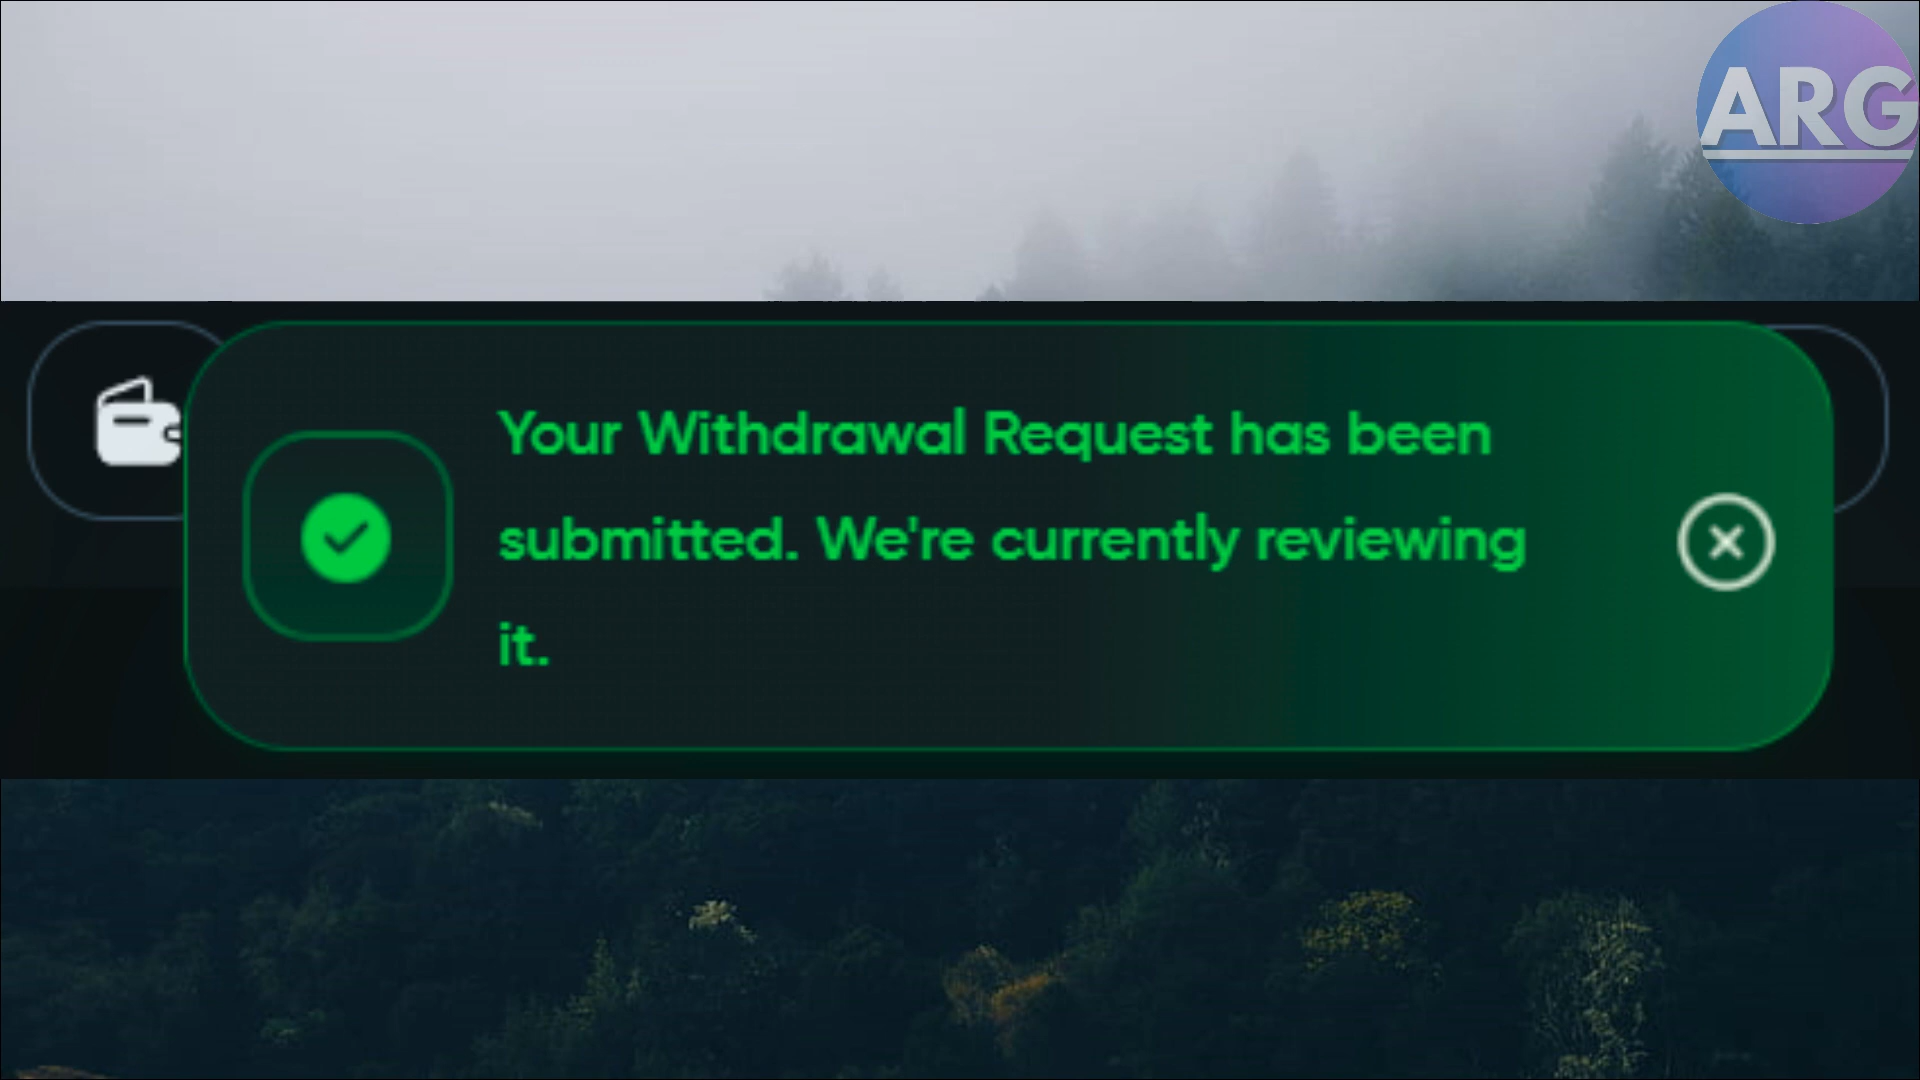 ARG
Your Withdrawal Request has been
submitted. We're currently reviewing
it.